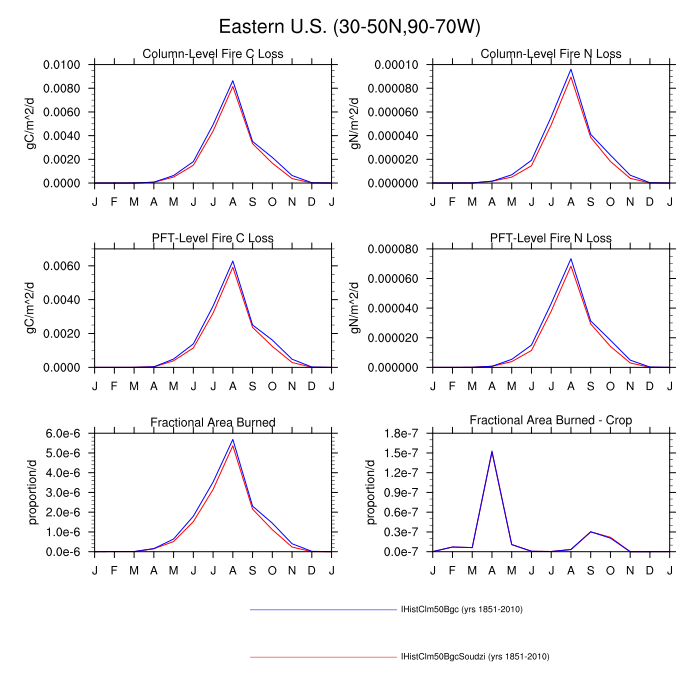 Eastern U.S. (30-50N,90-70W)
Column-Level Fire C Loss
gC/m^2/d
0.0100
0.0080
0.0060
0.0040
0.0020
0.0000
J F M A M J J A S O N D J
Column-Level Fire N Loss
gN/m^2/d
0.00010
0.000080
0.000060
0.000040
0.000020
0.000000
J F M A M J J A S O N D J
PFT-Level Fire C Loss
gC/m^2/d
0.0060
0.0040
0.0020
0.0000
J F M A M J J A S O N D J
PFT-Level Fire N Loss
gN/m^2/d
0.000080
0.000060
0.000040
0.000020
0.000000
J F M A M J J A S O N D J
Fractional Area Burned
proportion/d
6.0e-6
5.0e-6
4.0e-6
3.0e-6
2.0e-6
1.0e-6
0.0e-6
J F M A M J J A S O N D J
Fractional Area Burned - Crop
proportion/d
1.8e-7
1.5e-7
1.2e-7
0.9e-7
0.6e-7
0.3e-7
0.0e-7
J F M A M J J A S O N D J
IHistClm50Bgc (yrs 1851-2010)
IHistClm50BgcSoudzi (yrs 1851-2010)